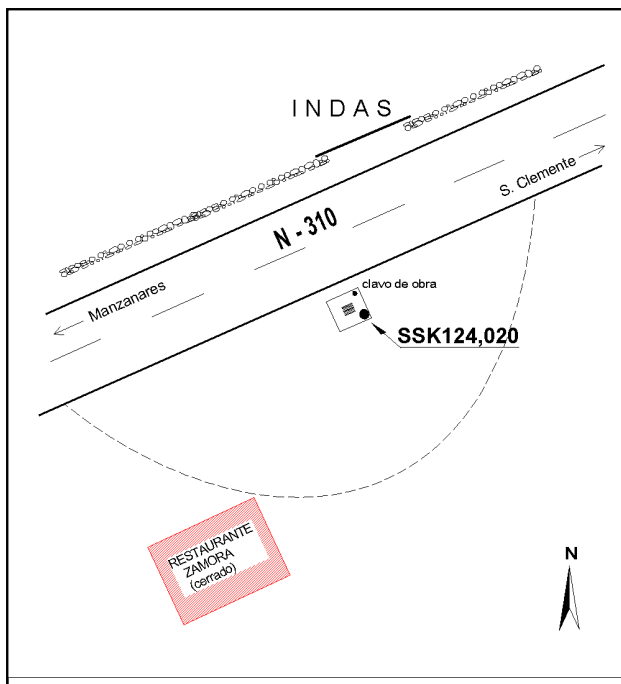 INDAS
S. Clemente
N - 310
clavo de obra
Manzanares
SSK124,020
RESTAURANTE
ZAMORA
(cerrado)
N